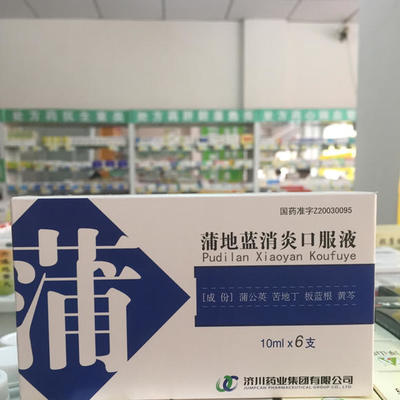 国药准字Z20030095
蒲
蒲地蓝消炎口服液
Pudilan Xiaoyan Koufuye
[成 份] 蒲公英 苦地丁 板蓝根 黄芩
10ml x 6支
济川药业集团有限公司
JUMPCAN PHARMACEUTICAL GROUP CO., LTD